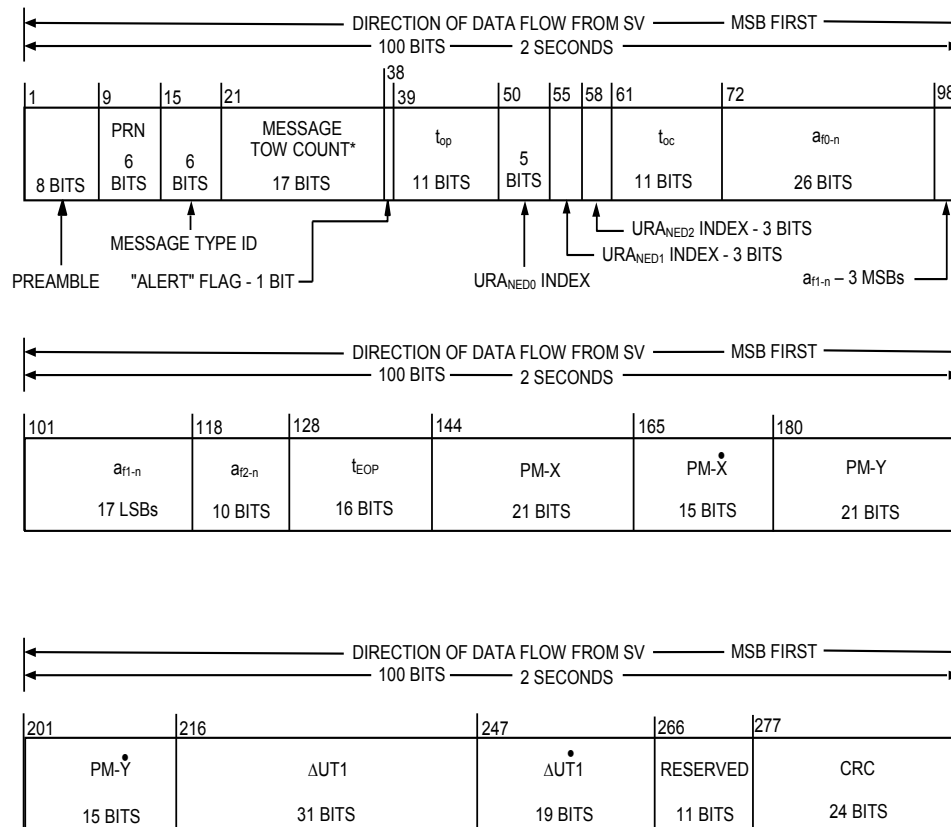 DIRECTION OF DATA FLOW FROM SV MSB FIRST
100 BITS 2 SECONDS
1 9 15 21 38 39 50 55 58 61 72 98
PRN MESSAGE
TOW COUNT* t_op t_oc a_f0-n
8 BITS 6 BITS 6 BITS 17 BITS 11 BITS 5 BITS 11 BITS 26 BITS
URA_NED2 INDEX - 3 BITS
MESSAGE TYPE ID
URA_NED1 INDEX - 3 BITS
PREAMBLE "ALERT" FLAG - 1 BIT URA_NED0 INDEX a_f1-n – 3 MSBs
DIRECTION OF DATA FLOW FROM SV MSB FIRST
100 BITS 2 SECONDS
101 118 128 144 165 180
a_f1-n a_f2-n t_EOP PM-X PM-Ẋ PM-Y
17 LSBs 10 BITS 16 BITS 21 BITS 15 BITS 21 BITS
DIRECTION OF DATA FLOW FROM SV MSB FIRST
100 BITS 2 SECONDS
201 216 247 266 277
PM-Ẏ ΔUT1 ΔU̇T1 RESERVED CRC
15 BITS 31 BITS 19 BITS 11 BITS 24 BITS